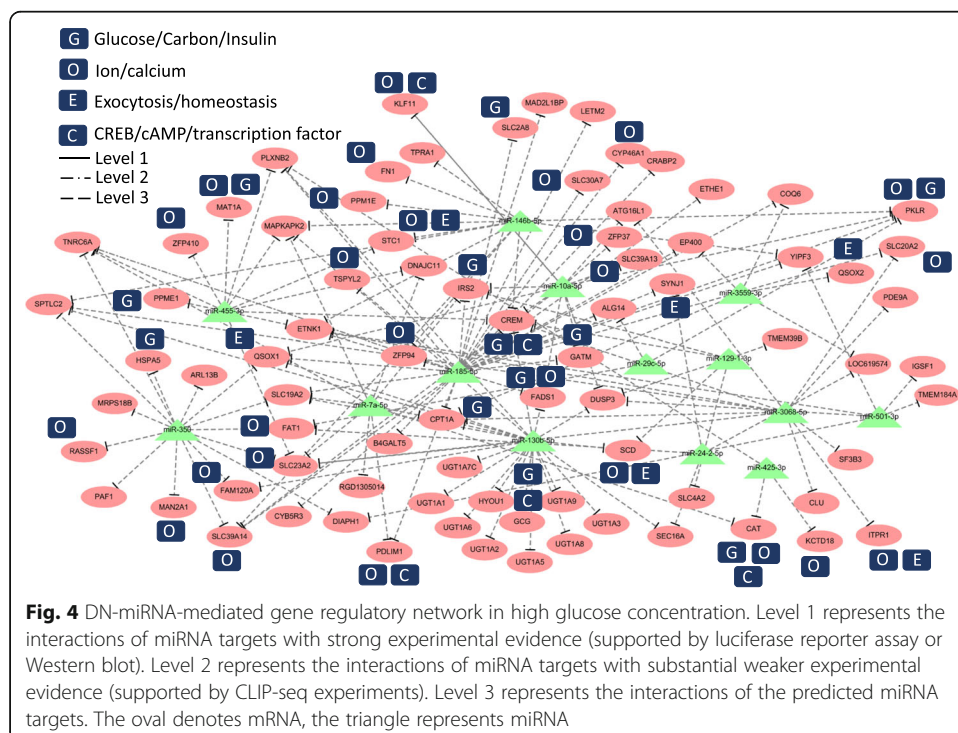 G Glucose/Carbon/Insulin
O Ion/calcium
E Exocytosis/homeostasis
C CREB/cAMP/transcription factor
Level 1
Level 2
Level 3
O C
KLF11
G
SLC2A8
MAD2L1BP
LETM2
O
CYP46A1
CRABP2
PLXNB2
O
FN1
TPRA1
O
SLC30A7
ETHE1
COQ6
O G
PKLR
O G
MAT1A
O
PPM1E
miR-146b-5p
ATG16L1
O
ZFP410
MAPKAPK2
O E
STC1
O
ZFP37
EP400
TNRC6A
SLC39A13
YIPF3
E
SLC20A2
O
O
TSPYL2
DNAJC11
G
IRS2
miR-10a-5p
O
SYNJ1
E
QSOX2
miR-3559-3p
PDE9A
SPTLC2
G
PPME1
miR-455-3p
ETNK1
CREM
G C
ALG14
G
GATM
TMEM39B
G
HSPA5
E
QSOX1
O
ZFP94
miR-185-5p
miR-29c-5p
miR-129-1-3p
LOC619574
IGSF1
ARL13B
G O
FADS1
DUSP3
TMEM184A
MRPS18B
SLC19A2
miR-7a-5p
CPT1A
G
miR-3068-5p
miR-501-3p
O
RASSF1
miR-350
O
FAT1
B4GALT5
miR-130b-5p
SCD
O E
miR-24-2-5p
SF3B3
O
SLC23A2
UGT1A7C
miR-425-3p
PAF1
O
FAM120A
RGD1305014
G
C
HYOU1
UGT1A9
SLC4A2
CLU
MAN2A1
O
CYB5R3
DIAPH1
UGT1A1
UGT1A6
GCG
UGT1A3
SEC16A
CAT
G O
C
KCTD18
O
ITPR1
O E
SLC39A14
O
PDLIM1
O C
UGT1A2
UGT1A5
UGT1A8
Fig. 4 DN-miRNA-mediated gene regulatory network in high glucose concentration. Level 1 represents the
interactions of miRNA targets with strong experimental evidence (supported by luciferase reporter assay or
Western blot). Level 2 represents the interactions of miRNA targets with substantial weaker experimental
evidence (supported by CLIP-seq experiments). Level 3 represents the interactions of the predicted miRNA
targets. The oval denotes mRNA, the triangle represents miRNA